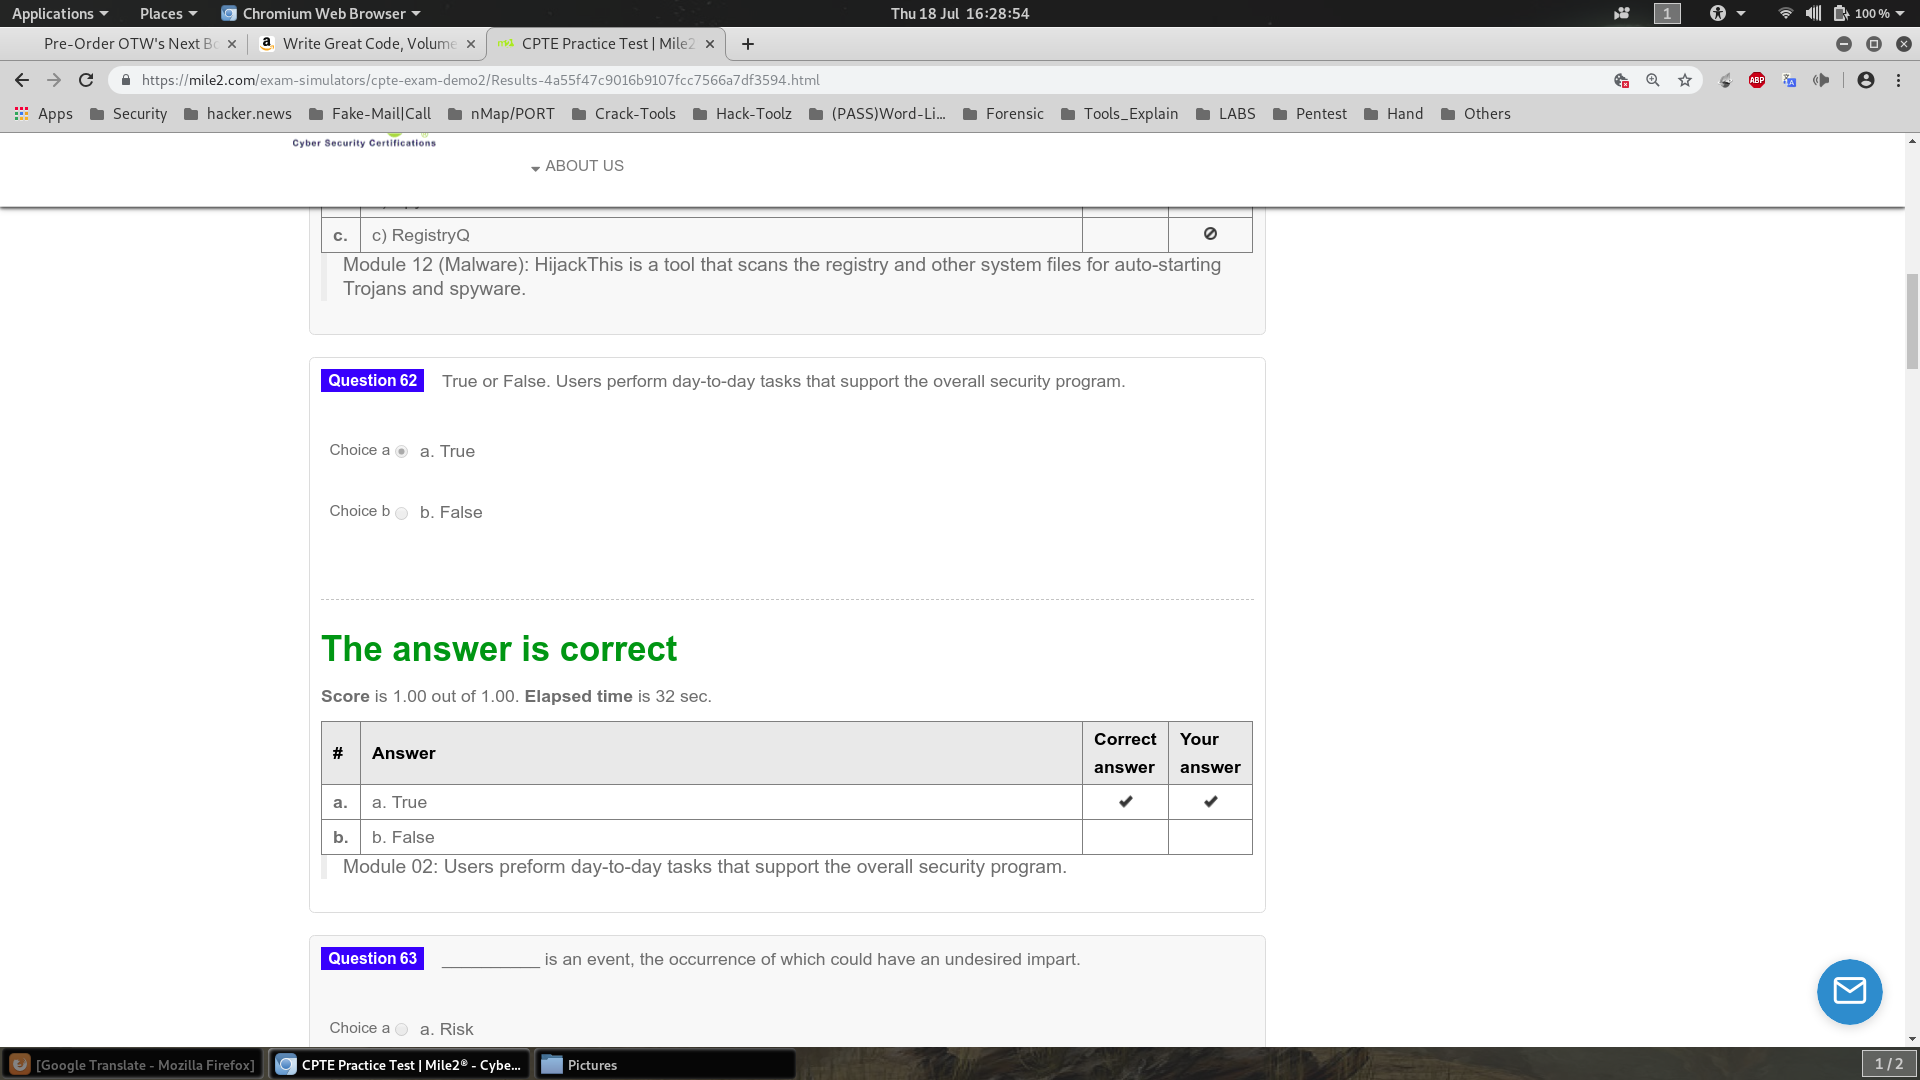 Applications
Places
Chromium Web Browser
Thu 18 Jul 16:28:54
1
100 %
Pre-Order OTW's Next Bo
Write Great Code, Volume
CPTE Practice Test | Mile2
https://mile2.com/exam-simulators/cpte-exam-demo2/Results-4a55f47c9016b9107fcc7566a7df3594.html
ABP
Apps
Security
hacker.news
Fake-Mail|Call
nMap/PORT
Crack-Tools
Hack-Toolz
(PASS)Word-Li...
Forensic
Tools_Explain
LABS
Pentest
Hand
Others
Cyber Security Certifications
ABOUT US
c. c) RegistryQ
Module 12 (Malware): HijackThis is a tool that scans the registry and other system files for auto-starting
Trojans and spyware.
Question 62 True or False. Users perform day-to-day tasks that support the overall security program.
Choice a a. True
Choice b b. False
The answer is correct
Score is 1.00 out of 1.00. Elapsed time is 32 sec.
# Answer Correct answer Your answer
a. a. True
b. b. False
Module 02: Users preform day-to-day tasks that support the overall security program.
Question 63 ___________ is an event, the occurrence of which could have an undesired impart.
Choice a a. Risk
[Google Translate - Mozilla Firefox]
CPTE Practice Test | Mile2® - Cybe...
Pictures
1 / 2